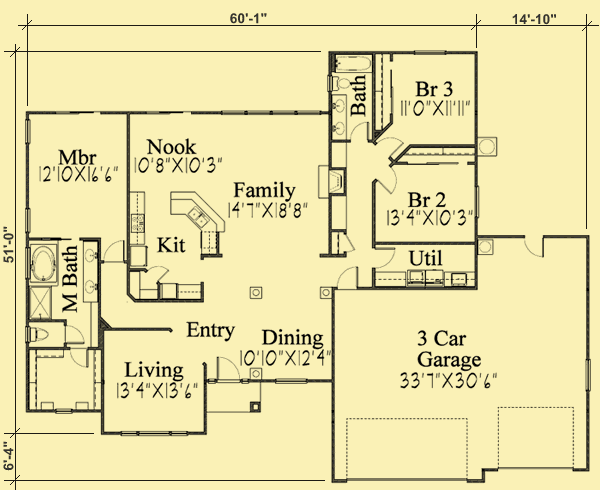 60'-1"
14'-10"
Bath
Br 3
11'0"X11'11"
Nook
10'8"X10'3"
Mbr
12'10X16'6"
Family
14'7"X18'8"
Br 2
13'4"X10'3"
51'-0"
Kit
M Bath
Util
Entry
Dining
10'10"X12'4"
3 Car
Garage
33'7"X30'6"
Living
13'4"X13'6"
6'-4"